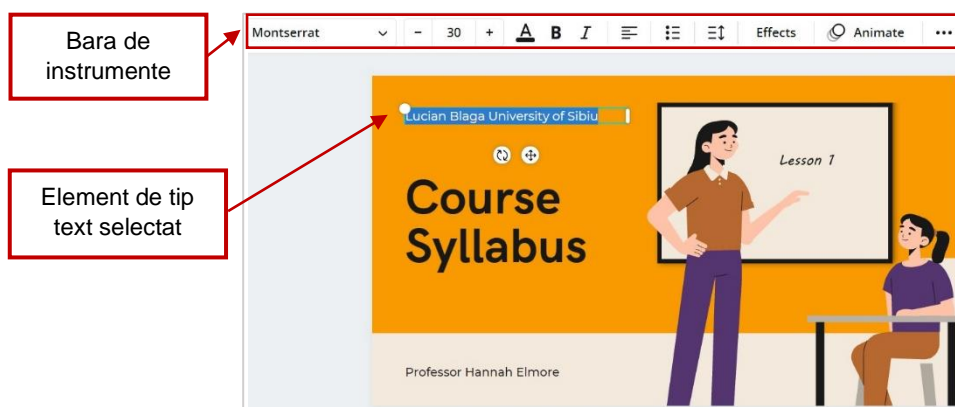 Bara de
instrumente
Montserrat - 30 + A B I Effects Animate ...
Lucian Blaga University of Sibiu
Lesson 1
Element de tip
text selectat
Course
Syllabus
Professor Hannah Elmore